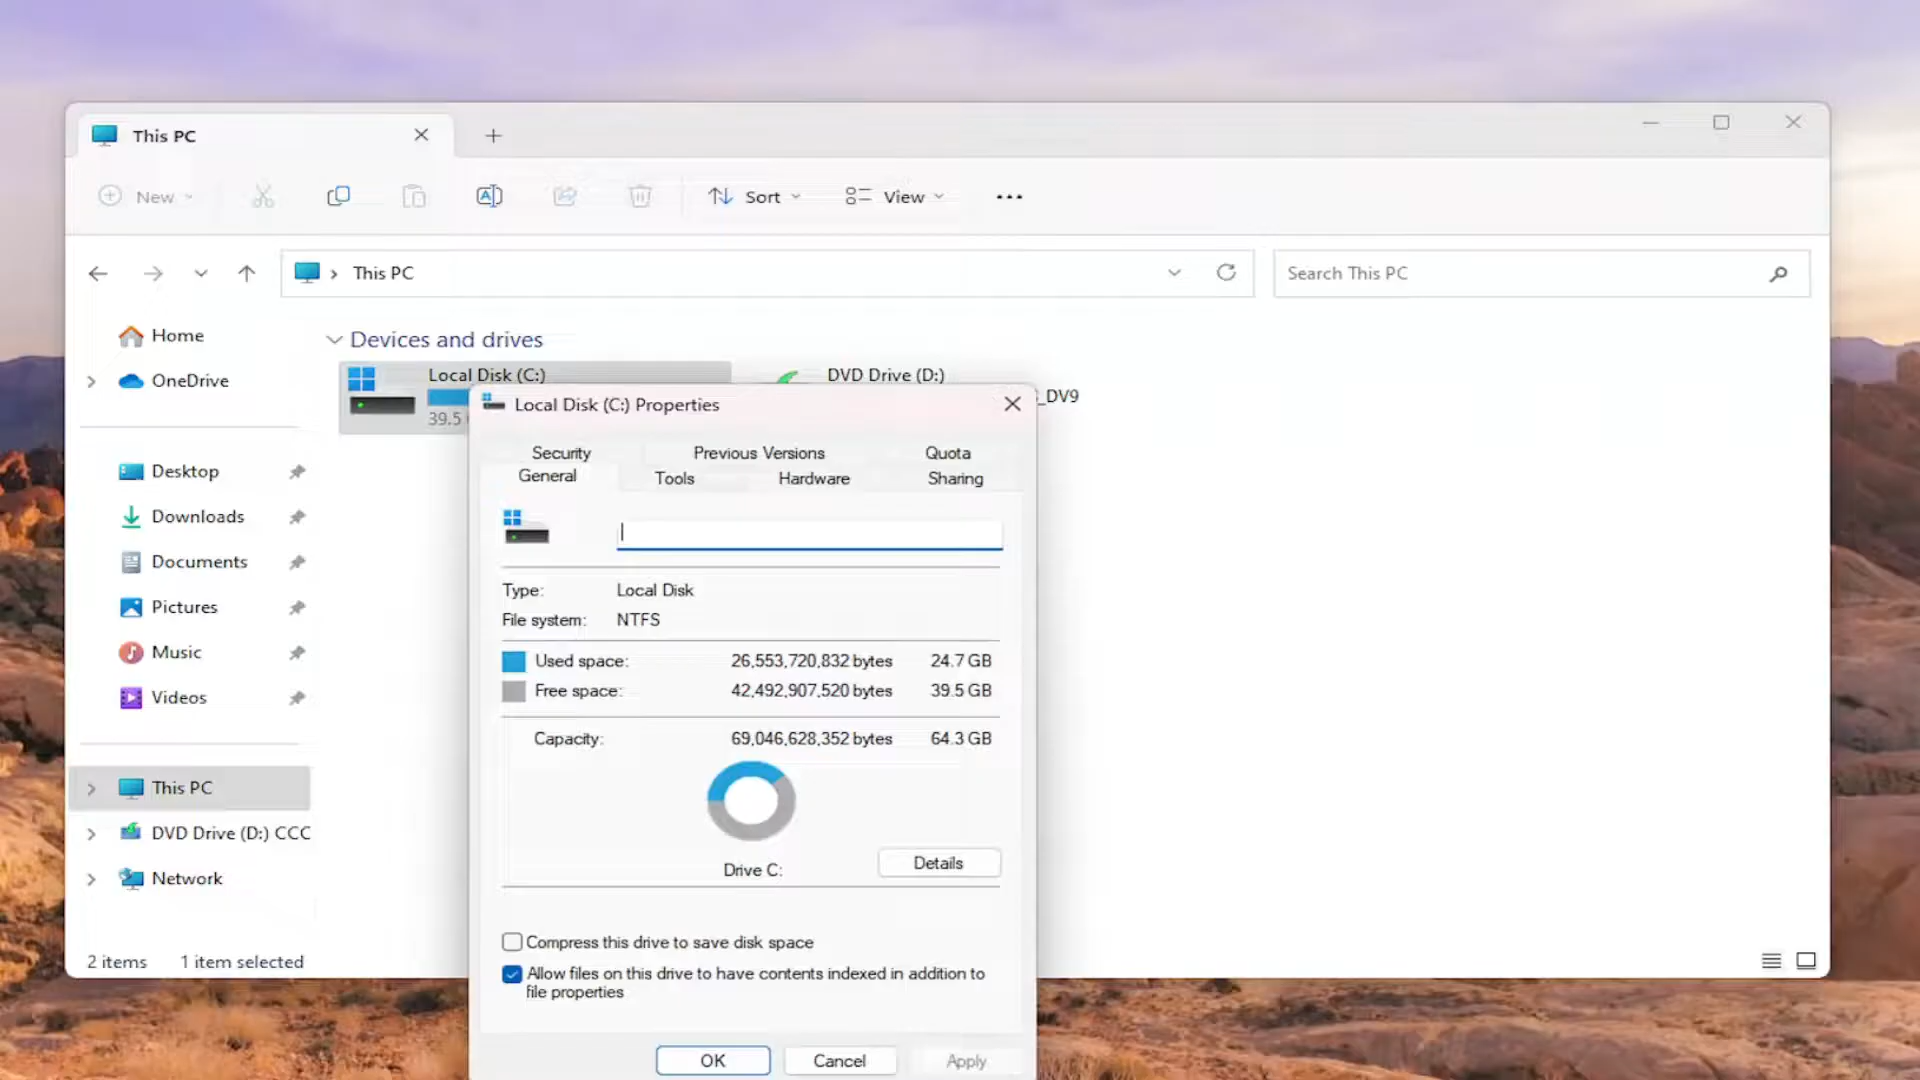 This PC
New
Sort
View
This PC
Search This PC
Home
OneDrive
Desktop
Downloads
Documents
Pictures
Music
Videos
This PC
DVD Drive (D:) CCC
Network
2 items 1 item selected
Devices and drives
Local Disk (C:)
39.5
DVD Drive (D:)
_DV9
Local Disk (C:) Properties
Security Previous Versions Quota
General Tools Hardware Sharing
Type: Local Disk
File system: NTFS
Used space: 26,553,720,832 bytes 24.7 GB
Free space: 42,492,907,520 bytes 39.5 GB
Capacity: 69,046,628,352 bytes 64.3 GB
Drive C:
Details
Compress this drive to save disk space
Allow files on this drive to have contents indexed in addition to
file properties
OK Cancel Apply